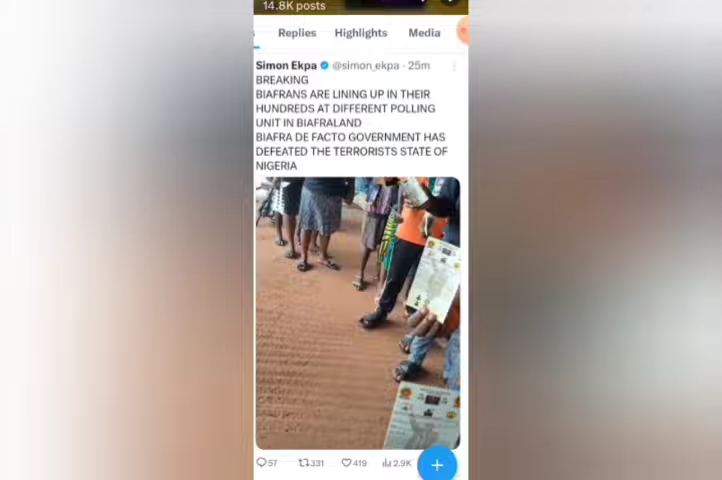 14.8K posts
Replies Highlights Media
Simon Ekpa @simon_ekpa · 25m
BREAKING
BIAFRANS ARE LINING UP IN THEIR
HUNDREDS AT DIFFERENT POLLING
UNIT IN BIAFRALAND
BIAFRA DE FACTO GOVERNMENT HAS
DEFEATED THE TERRORISTS STATE OF
NIGERIA
57 331 419 2.9K